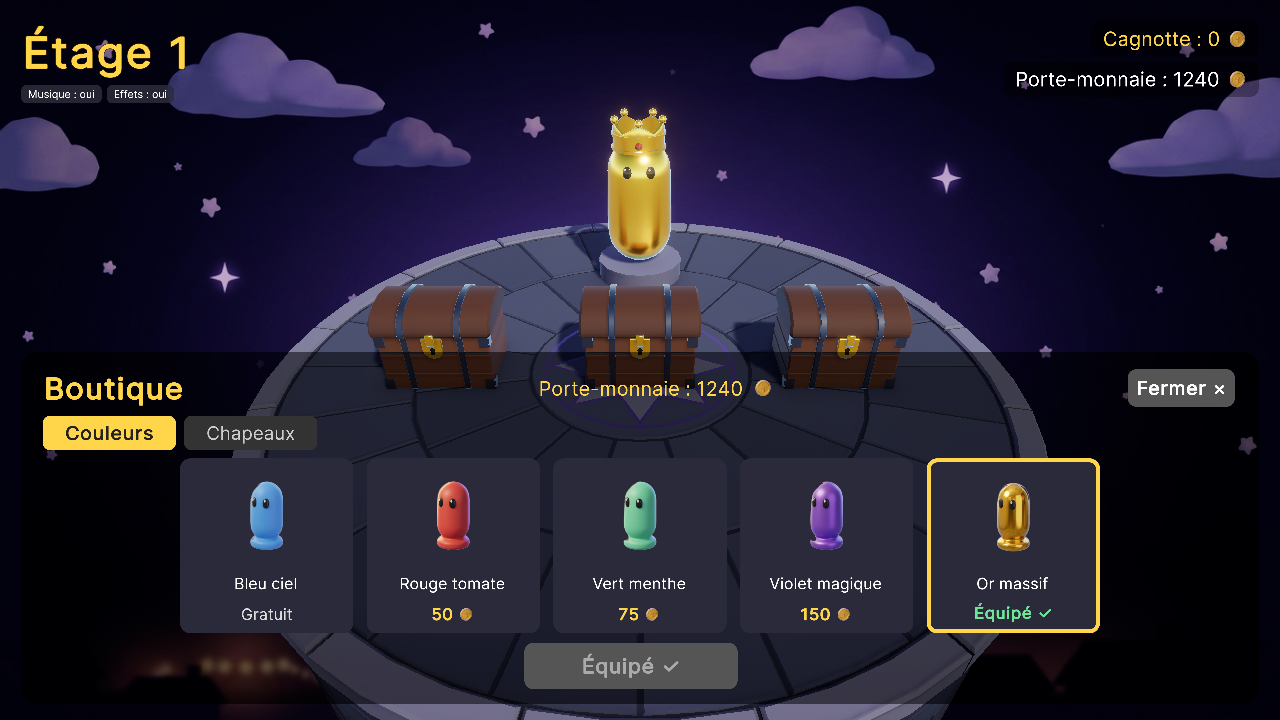 Étage 1
Cagnotte : 0
Porte-monnaie : 1240
Musique : oui
Effets : oui
Boutique
Porte-monnaie : 1240
Fermer ×
Couleurs
Chapeaux
Bleu ciel
Gratuit
Rouge tomate
50
Vert menthe
75
Violet magique
150
Or massif
Équipé ✓
Équipé ✓